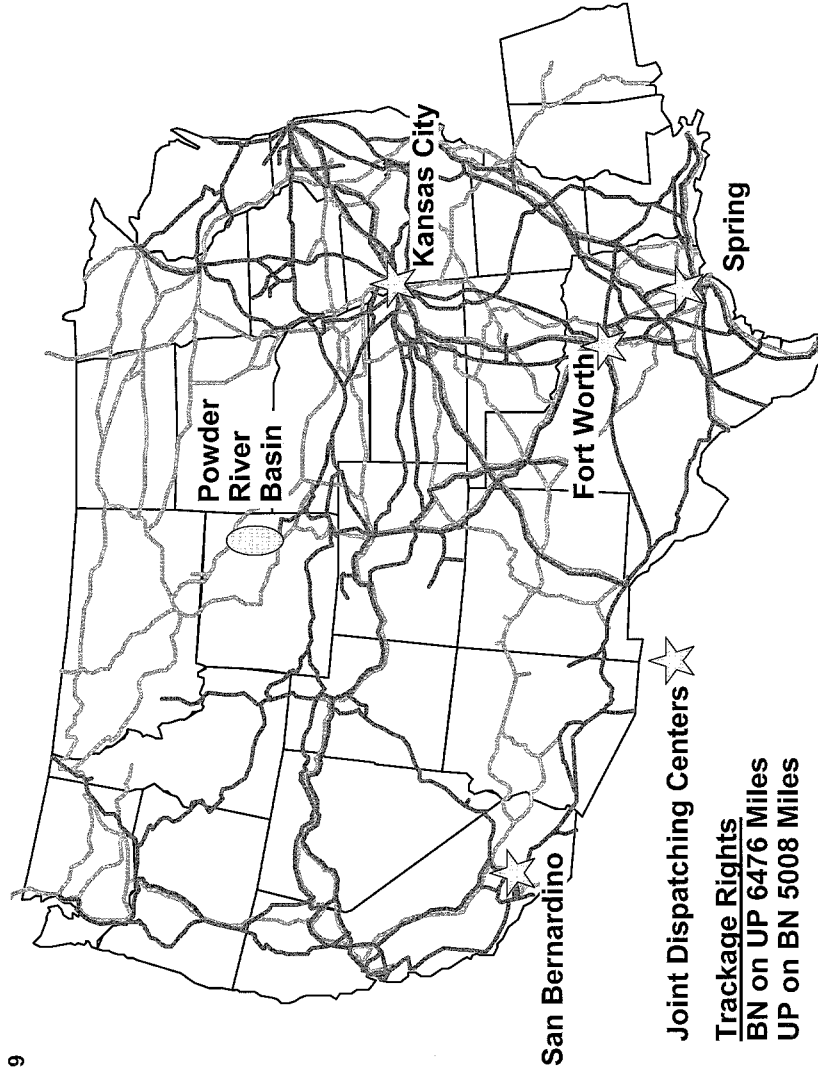 9
Powder
River
Basin
Kansas City
Fort Worth
Spring
San Bernardino
Joint Dispatching Centers
Trackage Rights
BN on UP 6476 Miles
UP on BN 5008 Miles